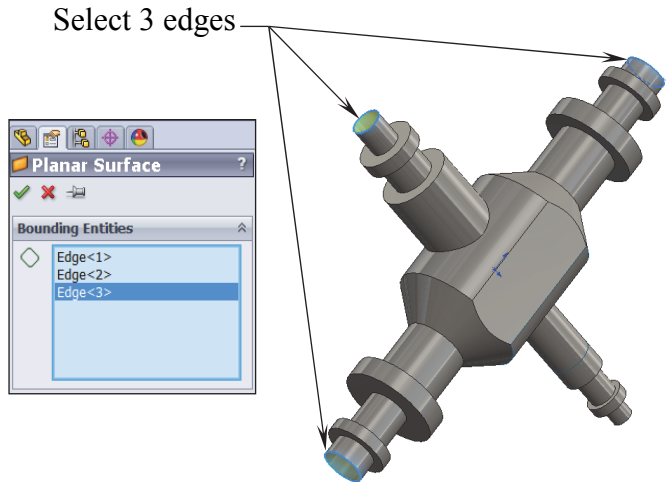 Select 3 edges
Planar Surface ?
Bounding Entities
Edge<1>
Edge<2>
Edge<3>